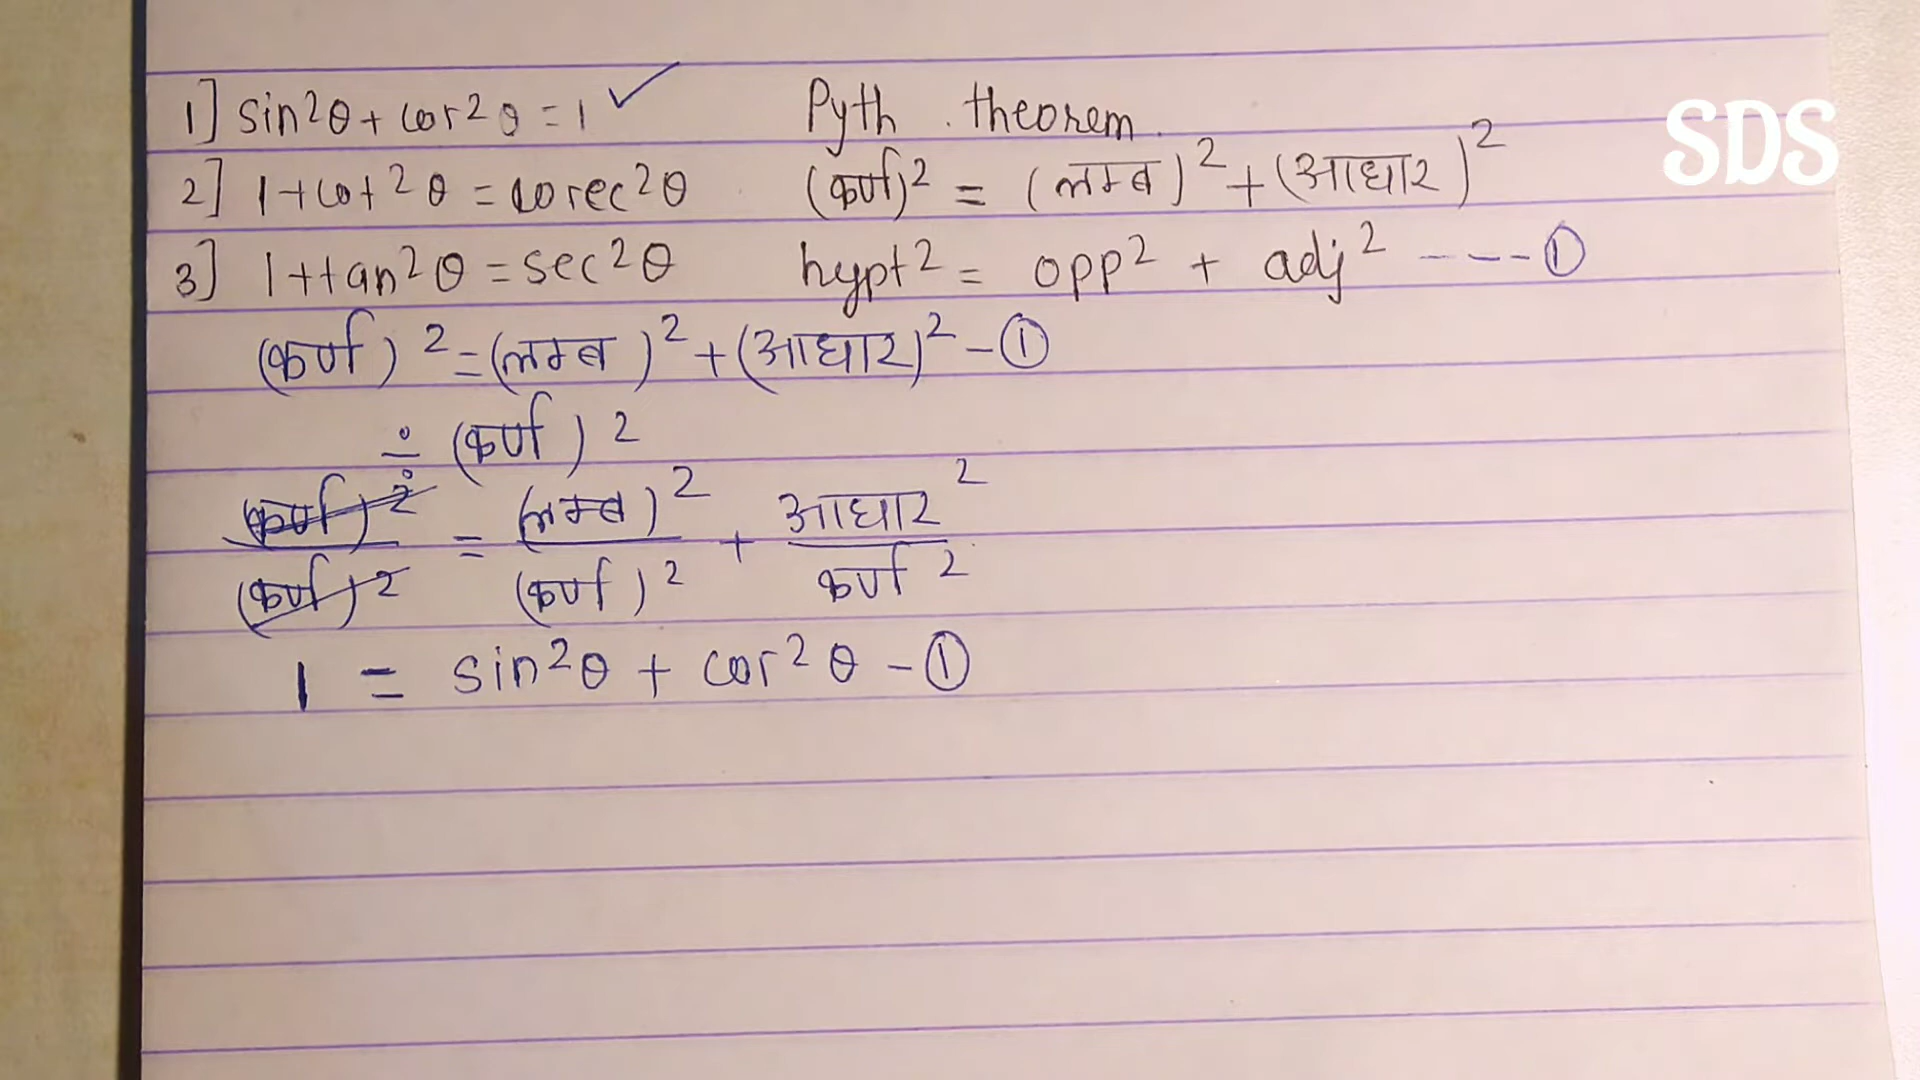 1] sin²θ + cos²θ = 1 ✓ Pyth. theorem.
SDS
2] 1+cot²θ = cosec²θ (कर्ण)² = (लम्ब)² + (आधार)²
3] 1+tan²θ = sec²θ hypt² = opp² + adj² ---- ①
(कर्ण)² = (लम्ब)² + (आधार)² - ①
÷ (कर्ण)²
(कर्ण)²/(कर्ण)² = (लम्ब)²/(कर्ण)² + आधार²/कर्ण²
1 = sin²θ + cos²θ - ①